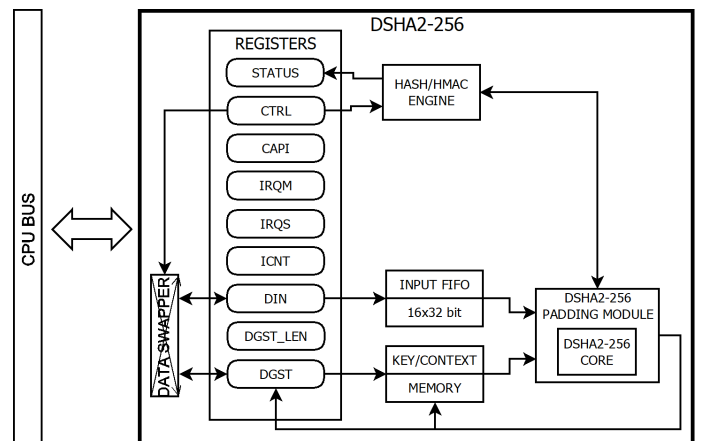 DSHA2-256
CPU BUS
REGISTERS
STATUS
CTRL
CAPI
IRQM
IRQS
ICNT
DIN
DGST_LEN
DGST
DATA SWAPPER
HASH/HMAC
ENGINE
INPUT FIFO
16x32 bit
KEY/CONTEXT
MEMORY
DSHA2-256
PADDING MODULE
DSHA2-256
CORE